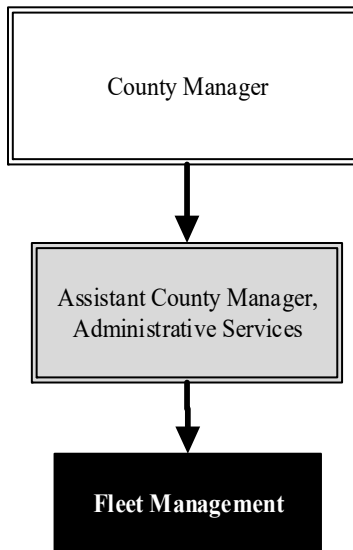 County Manager
Assistant County Manager,
Administrative Services
Fleet Management